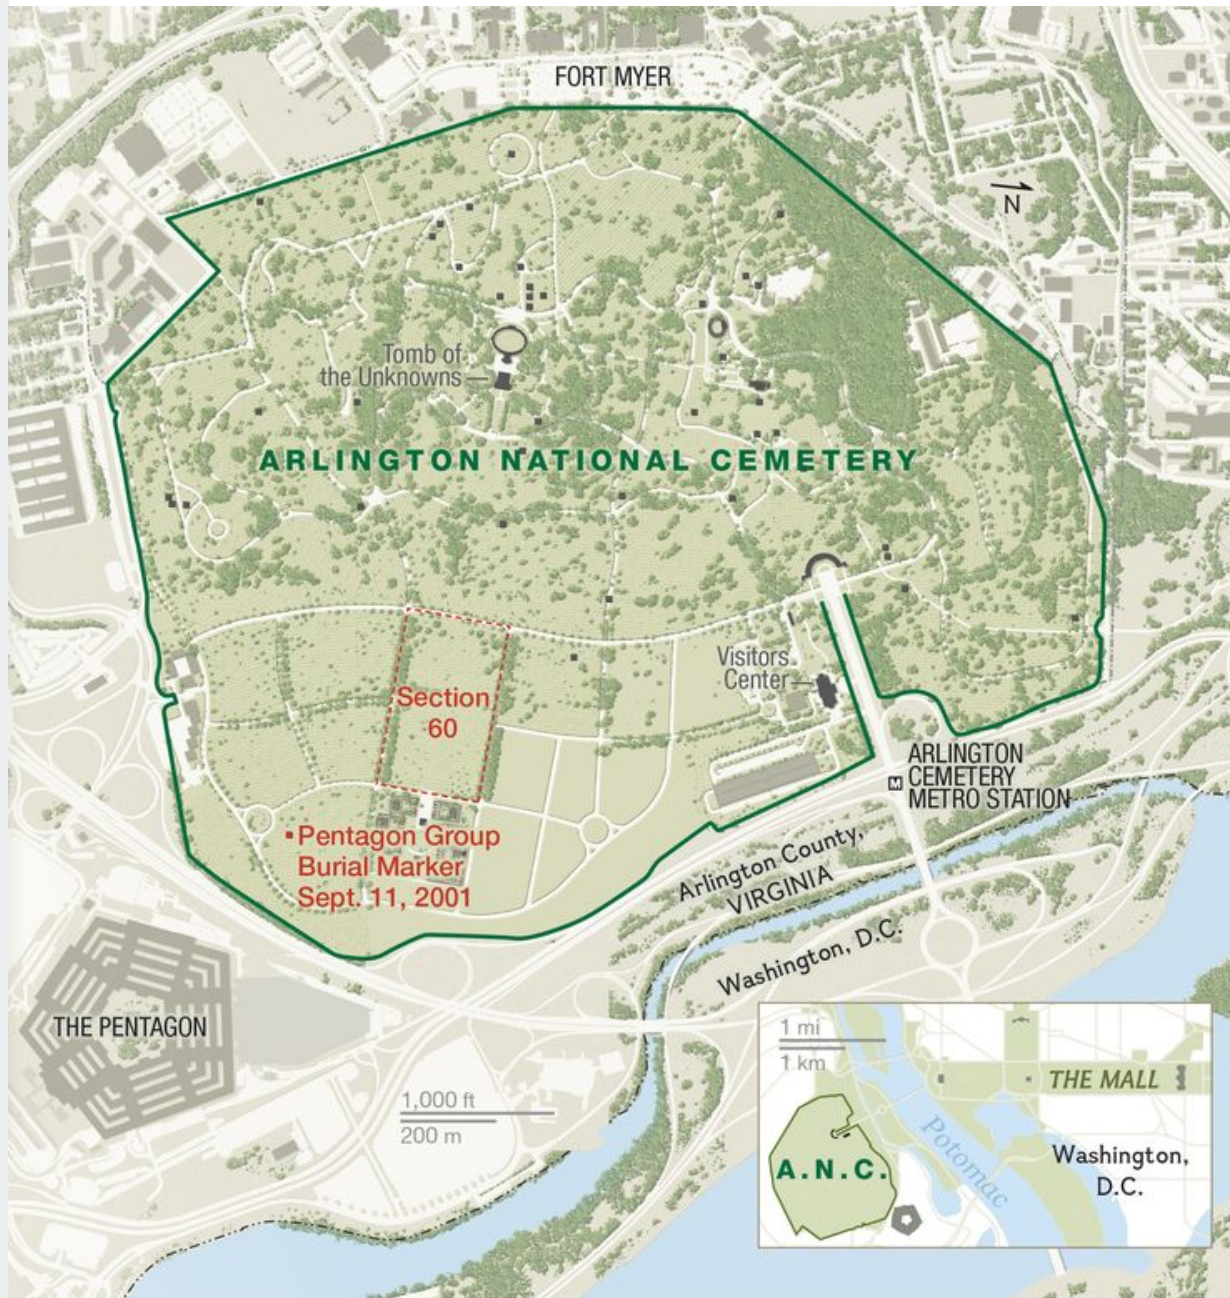 FORT MYER
N
Tomb of
the Unknowns
ARLINGTON NATIONAL CEMETERY
Section
60
Visitors
Center
ARLINGTON
CEMETERY
METRO STATION
M
Pentagon Group
Burial Marker
Sept. 11, 2001
Arlington County,
VIRGINIA
Washington, D.C.
THE PENTAGON
1,000 ft
200 m
1 mi
1 km
THE MALL
Potomac
Washington,
D.C.
A.N.C.